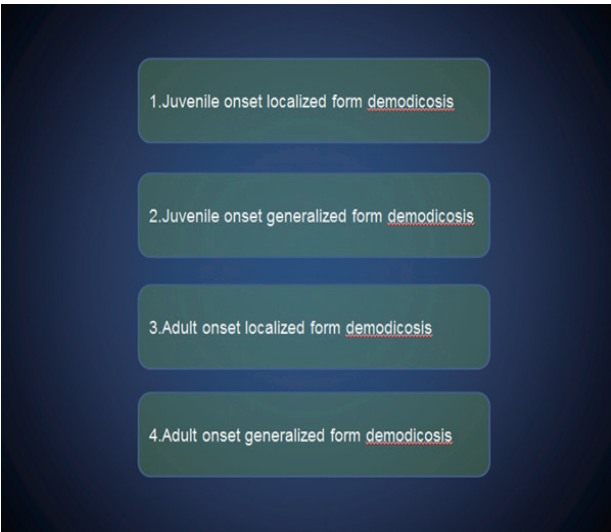 1.Juvenile onset localized form demodicosis
2.Juvenile onset generalized form demodicosis
3.Adult onset localized form demodicosis
4.Adult onset generalized form demodicosis